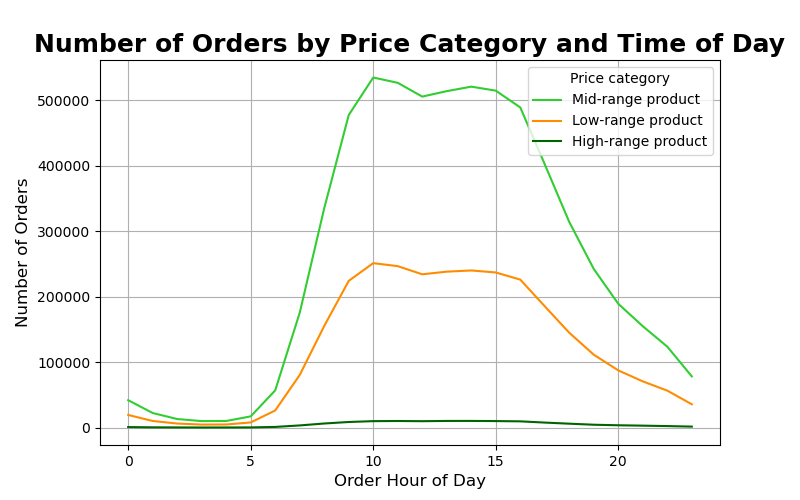 Number of Orders by Price Category and Time of Day
Price category
Mid-range product
Low-range product
High-range product
Number of Orders
500000
400000
300000
200000
100000
0
0 5 10 15 20
Order Hour of Day